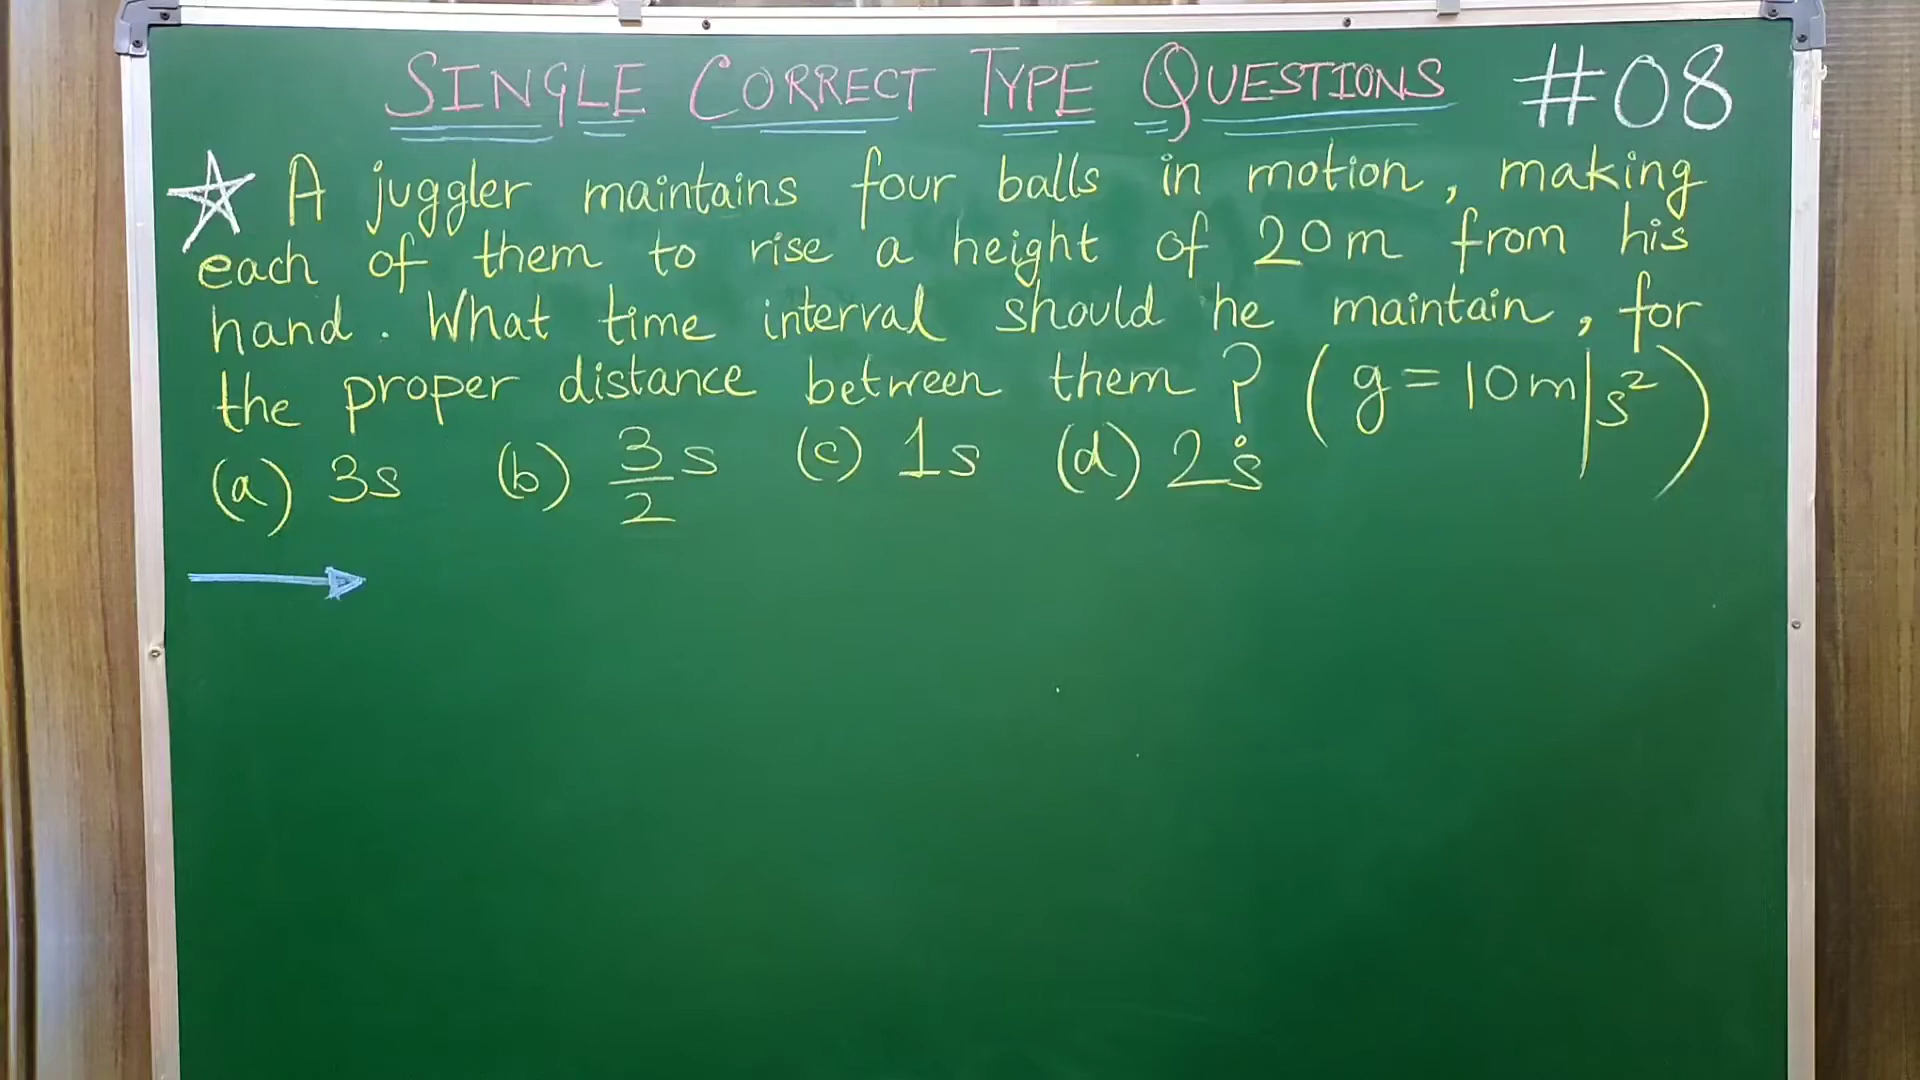 SINGLE CORRECT TYPE QUESTIONS #08
A juggler maintains four balls in motion, making
each of them to rise a height of 20m from his
hand. What time interval should he maintain, for
the proper distance between them? (g = 10m/s²)
(a) 3s (b) 3/2 s (c) 1s (d) 2s